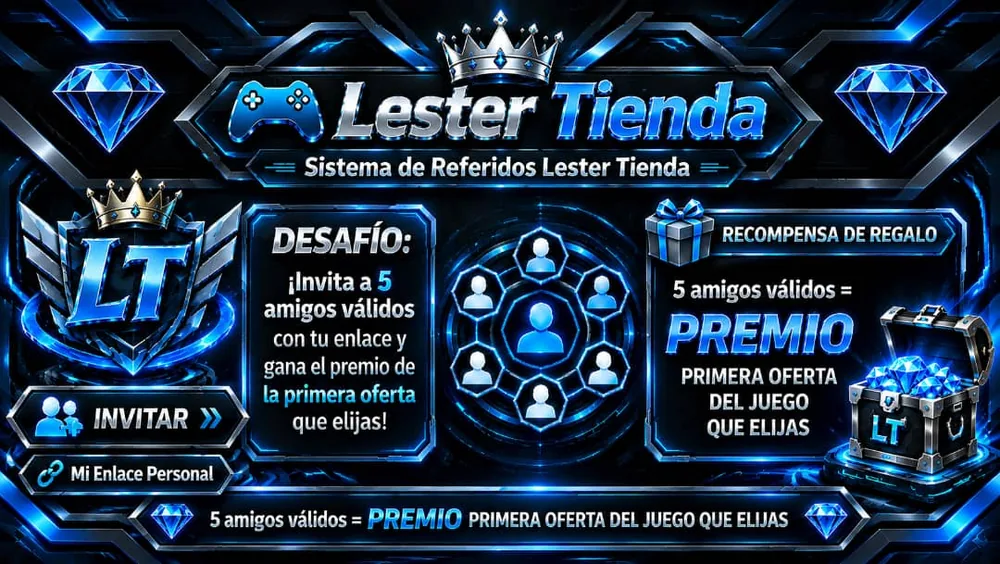 Lester Tienda
Sistema de Referidos Lester Tienda
LT
INVITAR
Mi Enlace Personal
DESAFÍO:
¡Invita a 5
amigos válidos
con tu enlace y
gana el premio de
la primera oferta
que elijas!
RECOMPENSA DE REGALO
5 amigos válidos =
PREMIO
PRIMERA OFERTA
DEL JUEGO
QUE ELIJAS
LT
5 amigos válidos = PREMIO PRIMERA OFERTA DEL JUEGO QUE ELIJAS